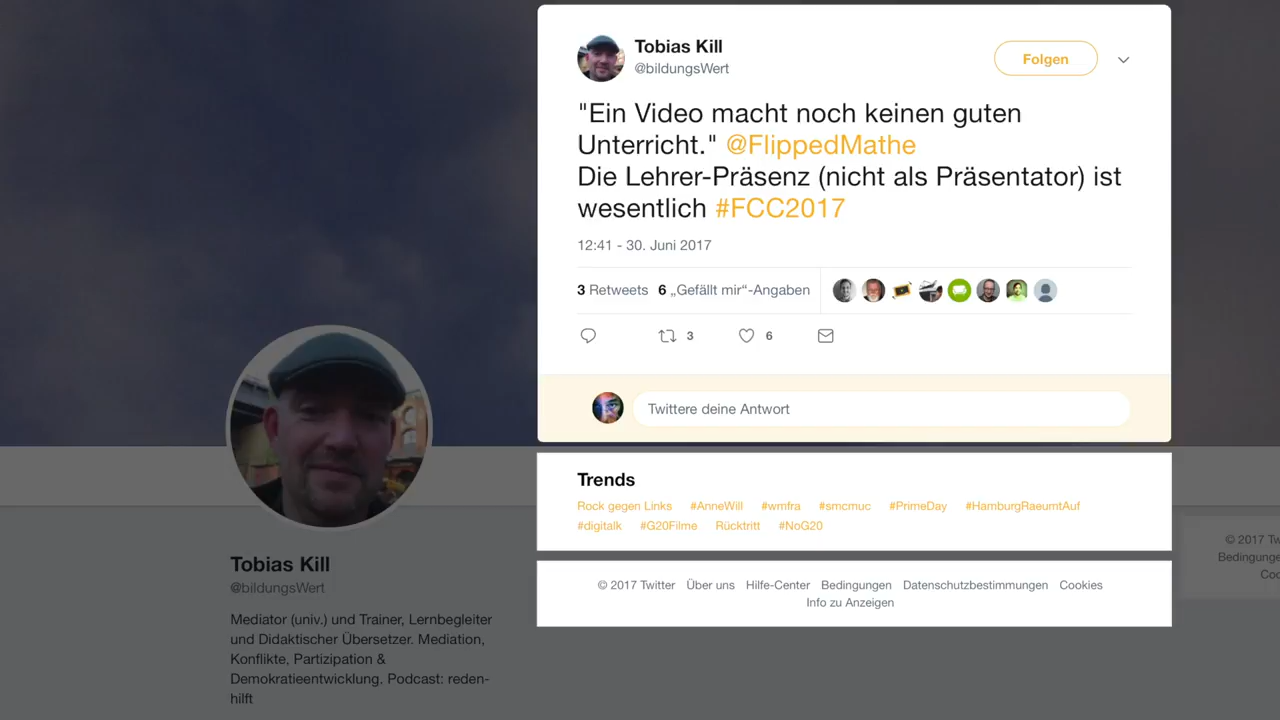 Tobias Kill
@bildungsWert
Folgen
"Ein Video macht noch keinen guten
Unterricht." @FlippedMathe
Die Lehrer-Präsenz (nicht als Präsentator) ist
wesentlich #FCC2017
12:41 - 30. Juni 2017
3 Retweets 6 „Gefällt mir“-Angaben
3 6
Twittere deine Antwort
Trends
Rock gegen Links #AnneWill #wmfra #smcmuc #PrimeDay #HamburgRaeumtAuf
#digitalk #G20Filme Rücktritt #NoG20
© 2017 Twitter Über uns Hilfe-Center Bedingungen Datenschutzbestimmungen Cookies
Info zu Anzeigen
Tobias Kill
@bildungsWert
Mediator (univ.) und Trainer, Lernbegleiter
und Didaktischer Übersetzer. Mediation,
Konflikte, Partizipation &
Demokratieentwicklung. Podcast: reden-
hilft
© 2017 Tw
Bedingunge
Coo